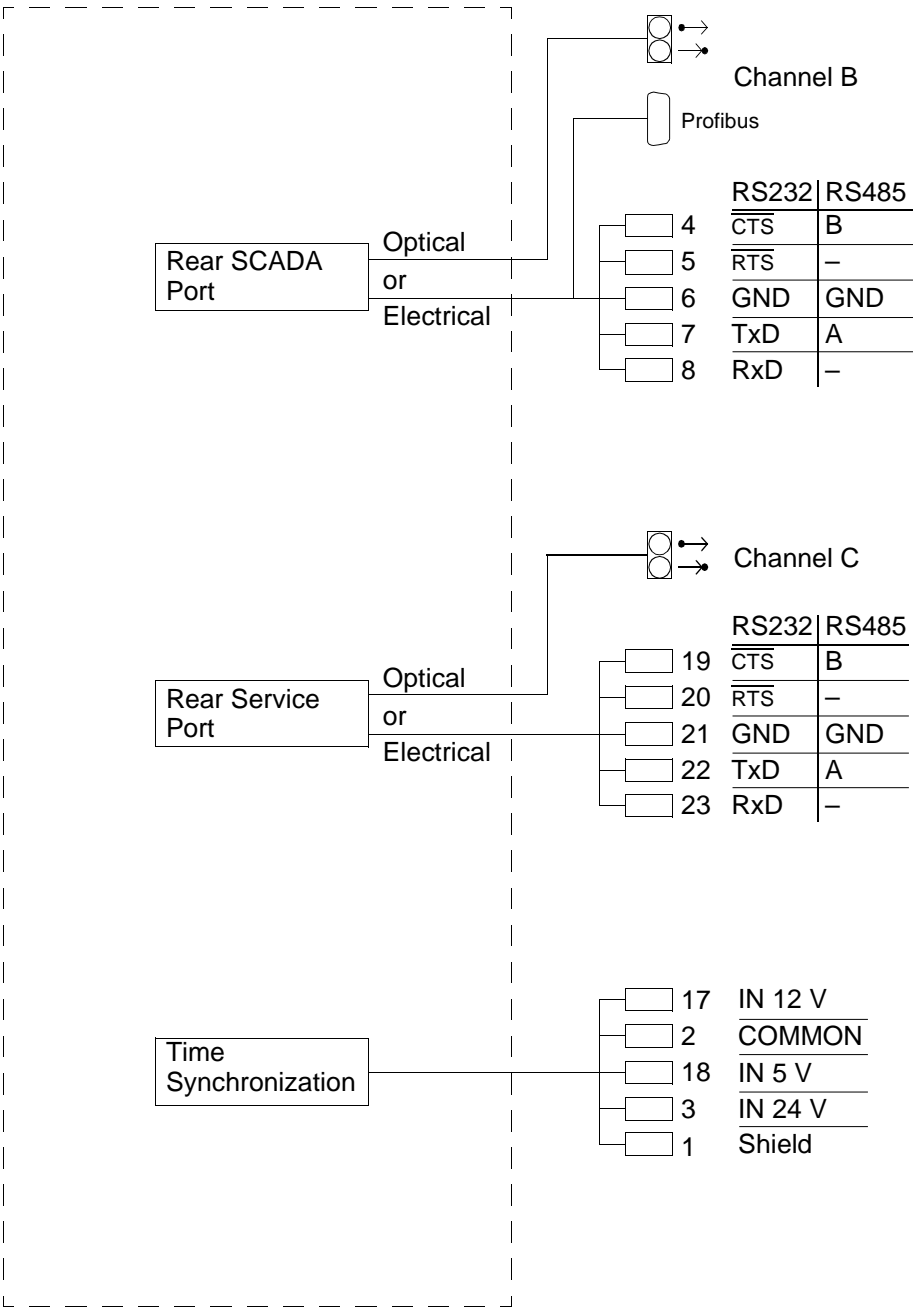 Channel B
Profibus
RS232 RS485
4 CTS B
Optical
Rear SCADA
Port
or
Electrical
5 RTS –
6 GND GND
7 TxD A
8 RxD –
Channel C
RS232 RS485
19 CTS B
Optical
Rear Service
Port
or
Electrical
20 RTS –
21 GND GND
22 TxD A
23 RxD –
17 IN 12 V
2 COMMON
Time
Synchronization
18 IN 5 V
3 IN 24 V
1 Shield